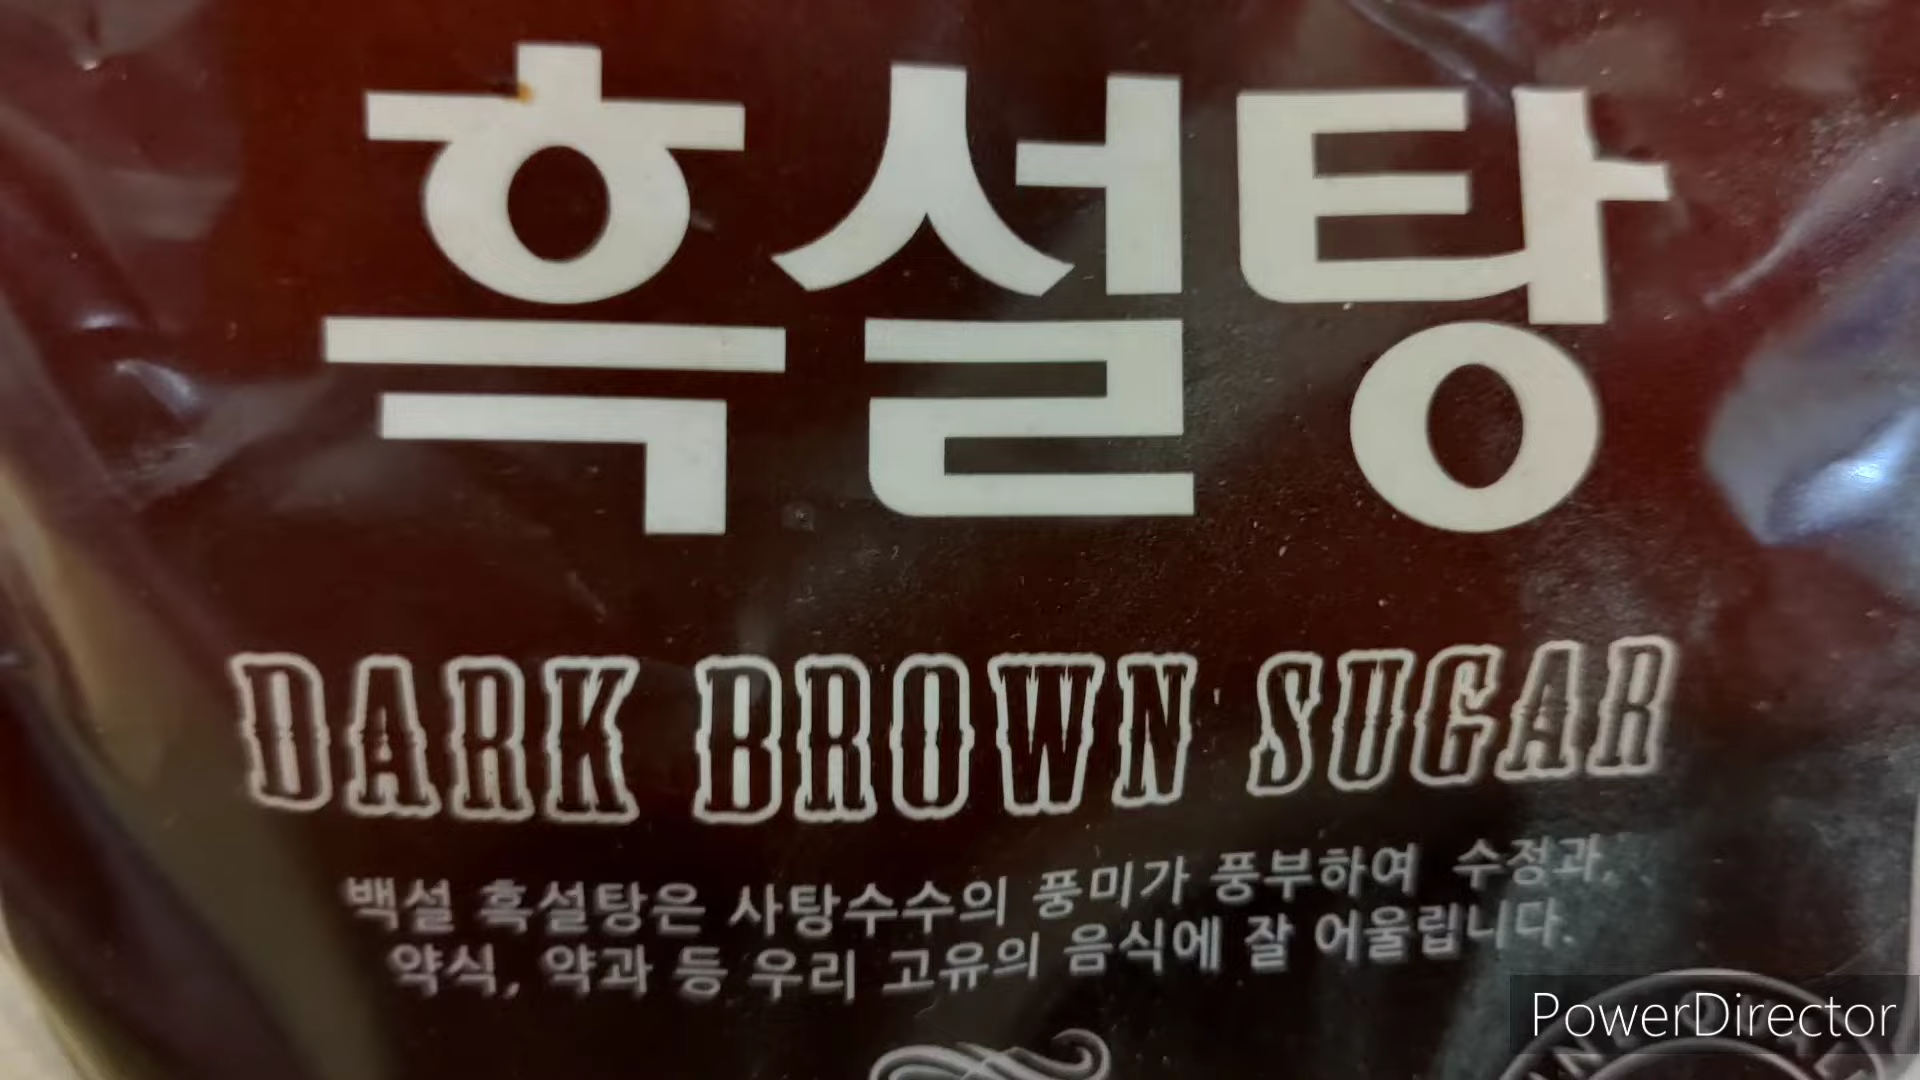 흑설탕
DARK BROWN SUGAR
백설 흑설탕은 사탕수수의 풍미가 풍부하여 수정과,
약식, 약과 등 우리 고유의 음식에 잘 어울립니다.
PowerDirector